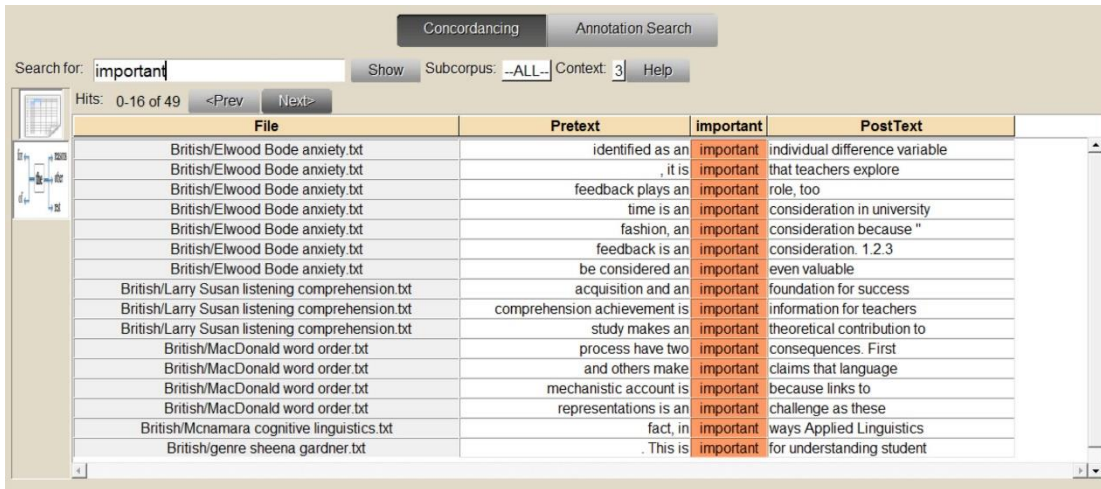 Concordancing Annotation Search
Search for: important Show Subcorpus: --ALL-- Context: 3 Help
Hits: 0-16 of 49 <Prev Next>
File Pretext important PostText
British/Elwood Bode anxiety.txt identified as an important individual difference variable
British/Elwood Bode anxiety.txt , it is important that teachers explore
British/Elwood Bode anxiety.txt feedback plays an important role, too
British/Elwood Bode anxiety.txt time is an important consideration in university
British/Elwood Bode anxiety.txt fashion, an important consideration because "
British/Elwood Bode anxiety.txt feedback is an important consideration. 1.2.3
British/Elwood Bode anxiety.txt be considered an important even valuable
British/Larry Susan listening comprehension.txt acquisition and an important foundation for success
British/Larry Susan listening comprehension.txt comprehension achievement is important information for teachers
British/Larry Susan listening comprehension.txt study makes an important theoretical contribution to
British/MacDonald word order.txt process have two important consequences. First
British/MacDonald word order.txt and others make important claims that language
British/MacDonald word order.txt mechanistic account is important because links to
British/MacDonald word order.txt representations is an important challenge as these
British/Mcnamara cognitive linguistics.txt fact, in important ways Applied Linguistics
British/genre sheena gardner.txt . This is important for understanding student